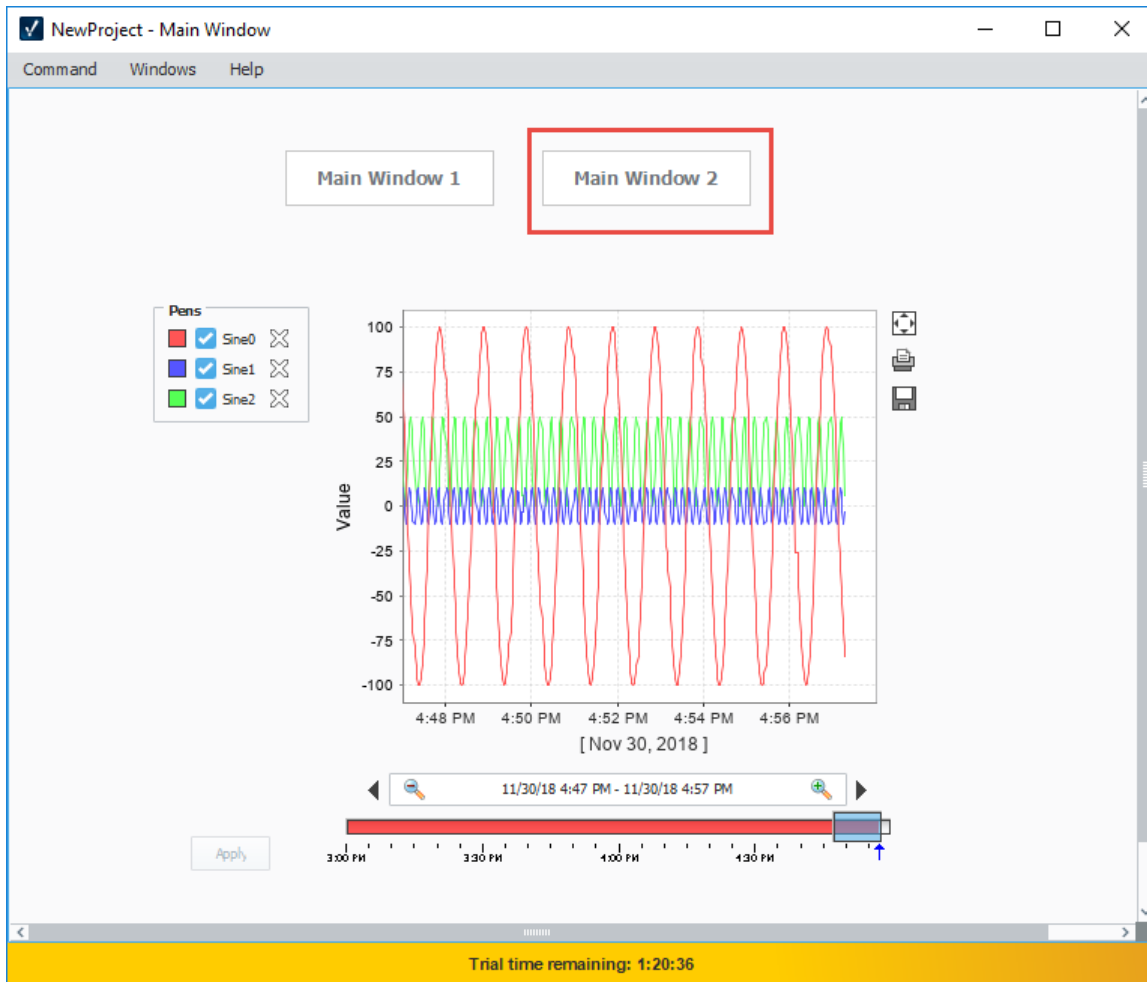 NewProject - Main Window
Command Windows Help
Main Window 1 Main Window 2
Pens
Sine0
Sine1
Sine2
100
75
50
25
0
-25
-50
-75
-100
Value
4:48 PM 4:50 PM 4:52 PM 4:54 PM 4:56 PM
[ Nov 30, 2018 ]
11/30/18 4:47 PM - 11/30/18 4:57 PM
3:00 PM 3:30 PM 4:00 PM 4:30 PM
Apply
Trial time remaining: 1:20:36